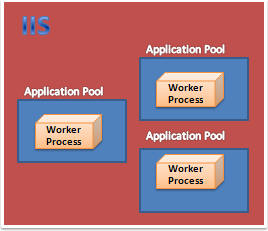 IIS
Application Pool
Worker
Process
Application Pool
Worker
Process
Application Pool
Worker
Process